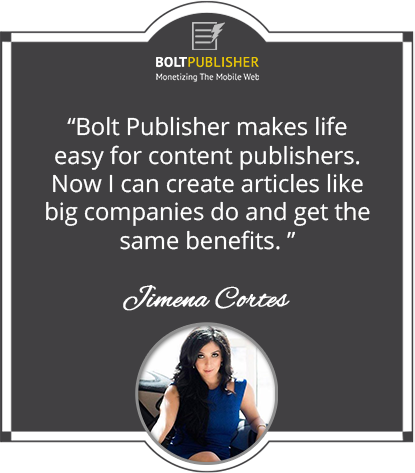 BOLTPUBLISHER
Monetizing The Mobile Web
“Bolt Publisher makes life
easy for content publishers.
Now I can create articles like
big companies do and get the
same benefits. ”
Jimena Cortes